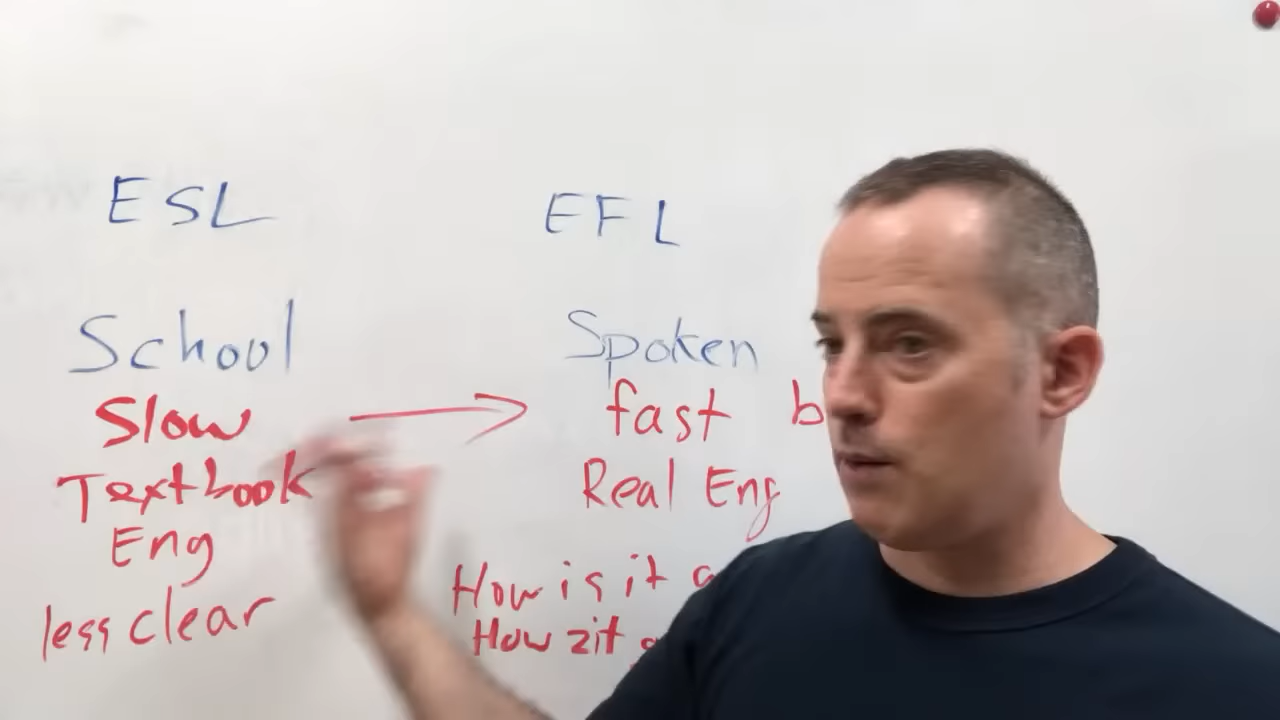 ESL
School
Slow
Textbook
Eng
less clear
EFL
Spoken
fast b
Real Eng
How is it
How zit